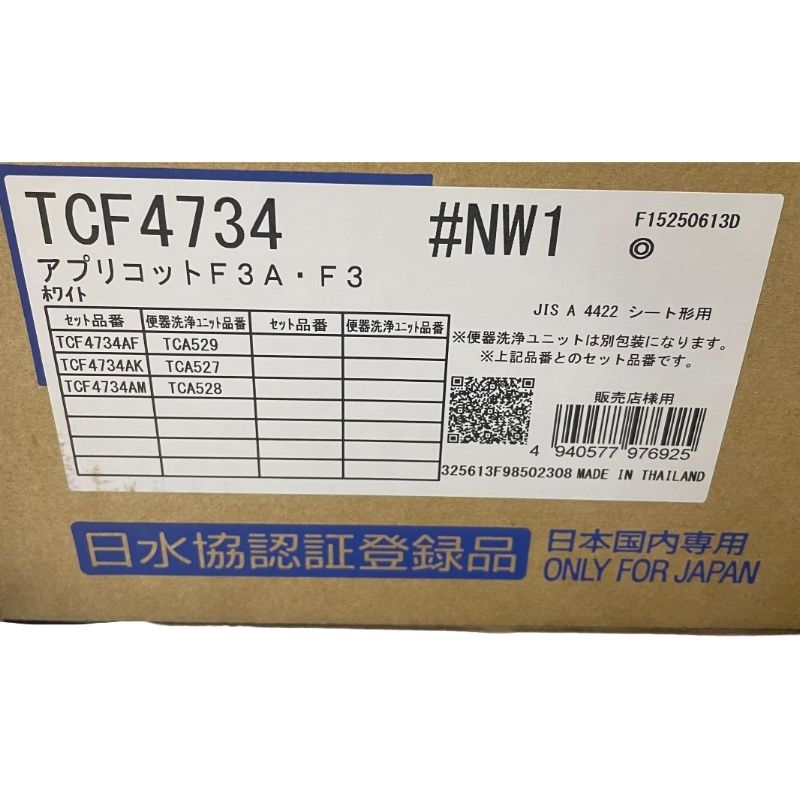 TCF4734 #NW1 F15250613D
◎
アプリコットF3A・F3
ホワイト
JIS A 4422 シート形用
セット品番 便器洗浄ユニット品番 セット品番 便器洗浄ユニット品番
TCF4734AF TCA529
TCF4734AK TCA527
TCF4734AM TCA528
※便器洗浄ユニットは別包装になります。
※上記品番とのセット品番です。
販売店様用
4 940577 976925
325613F98502308 MADE IN THAILAND
日水協認証登録品
日本国内専用
ONLY FOR JAPAN